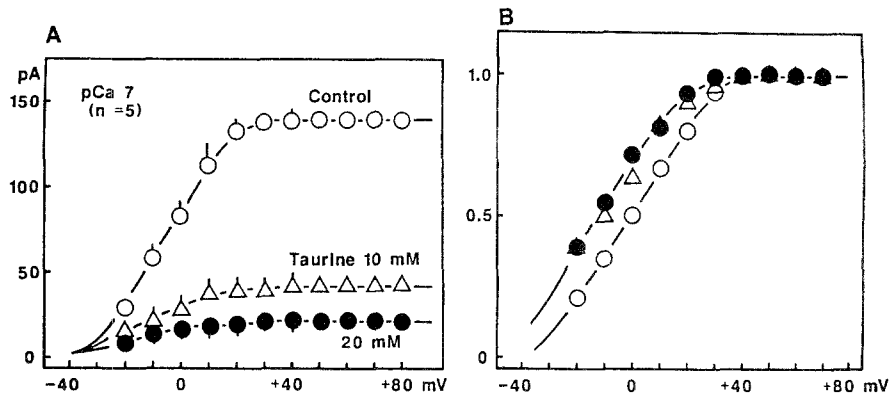 A
pA
150
100
50
0
pCa 7
(n =5)
Control
Taurine 10 mM
20 mM
-40 0 +40 +80 mV
B
1.0
0.5
0
-40 0 +40 +80 mV